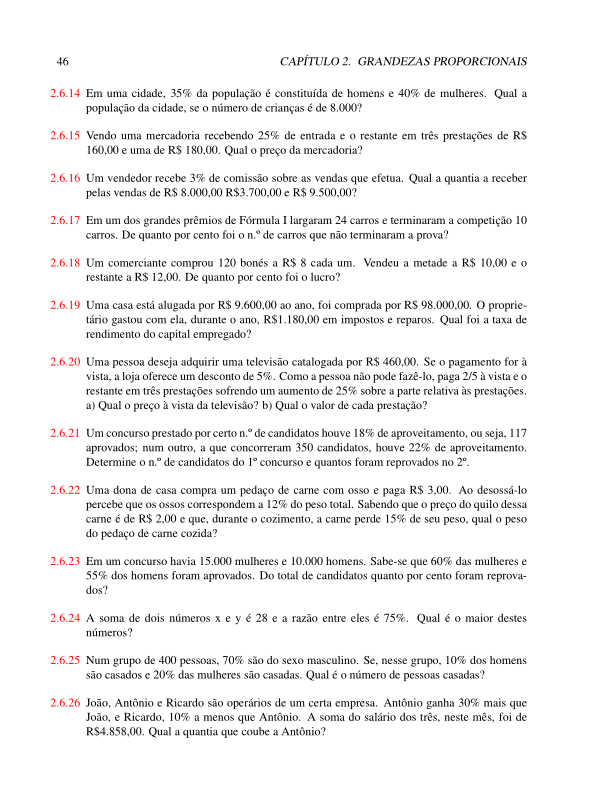 46 CAPÍTULO 2. GRANDEZAS PROPORCIONAIS
2.6.14 Em uma cidade, 35% da população é constituída de homens e 40% de mulheres. Qual a
população da cidade, se o número de crianças é de 8.000?
2.6.15 Vendo uma mercadoria recebendo 25% de entrada e o restante em três prestações de R$
160,00 e uma de R$ 180,00. Qual o preço da mercadoria?
2.6.16 Um vendedor recebe 3% de comissão sobre as vendas que efetua. Qual a quantia a receber
pelas vendas de R$ 8.000,00 R$3.700,00 e R$ 9.500,00?
2.6.17 Em um dos grandes prêmios de Fórmula I largaram 24 carros e terminaram a competição 10
carros. De quanto por cento foi o n.º de carros que não terminaram a prova?
2.6.18 Um comerciante comprou 120 bonés a R$ 8 cada um. Vendeu a metade a R$ 10,00 e o
restante a R$ 12,00. De quanto por cento foi o lucro?
2.6.19 Uma casa está alugada por R$ 9.600,00 ao ano, foi comprada por R$ 98.000,00. O proprie-
tário gastou com ela, durante o ano, R$1.180,00 em impostos e reparos. Qual foi a taxa de
rendimento do capital empregado?
2.6.20 Uma pessoa deseja adquirir uma televisão catalogada por R$ 460,00. Se o pagamento for à
vista, a loja oferece um desconto de 5%. Como a pessoa não pode fazê-lo, paga 2/5 à vista e o
restante em três prestações sofrendo um aumento de 25% sobre a parte relativa às prestações.
a) Qual o preço à vista da televisão? b) Qual o valor de cada prestação?
2.6.21 Um concurso prestado por certo n.º de candidatos houve 18% de aproveitamento, ou seja, 117
aprovados; num outro, a que concorreram 350 candidatos, houve 22% de aproveitamento.
Determine o n.º de candidatos do 1º concurso e quantos foram reprovados no 2º.
2.6.22 Uma dona de casa compra um pedaço de carne com osso e paga R$ 3,00. Ao desossá-lo
percebe que os ossos correspondem a 12% do peso total. Sabendo que o preço do quilo dessa
carne é de R$ 2,00 e que, durante o cozimento, a carne perde 15% de seu peso, qual o peso
do pedaço de carne cozida?
2.6.23 Em um concurso havia 15.000 mulheres e 10.000 homens. Sabe-se que 60% das mulheres e
55% dos homens foram aprovados. Do total de candidatos quanto por cento foram reprova-
dos?
2.6.24 A soma de dois números x e y é 28 e a razão entre eles é 75%. Qual é o maior destes
números?
2.6.25 Num grupo de 400 pessoas, 70% são do sexo masculino. Se, nesse grupo, 10% dos homens
são casados e 20% das mulheres são casadas. Qual é o número de pessoas casadas?
2.6.26 João, Antônio e Ricardo são operários de um certa empresa. Antônio ganha 30% mais que
João, e Ricardo, 10% a menos que Antônio. A soma do salário dos três, neste mês, foi de
R$4.858,00. Qual a quantia que coube a Antônio?